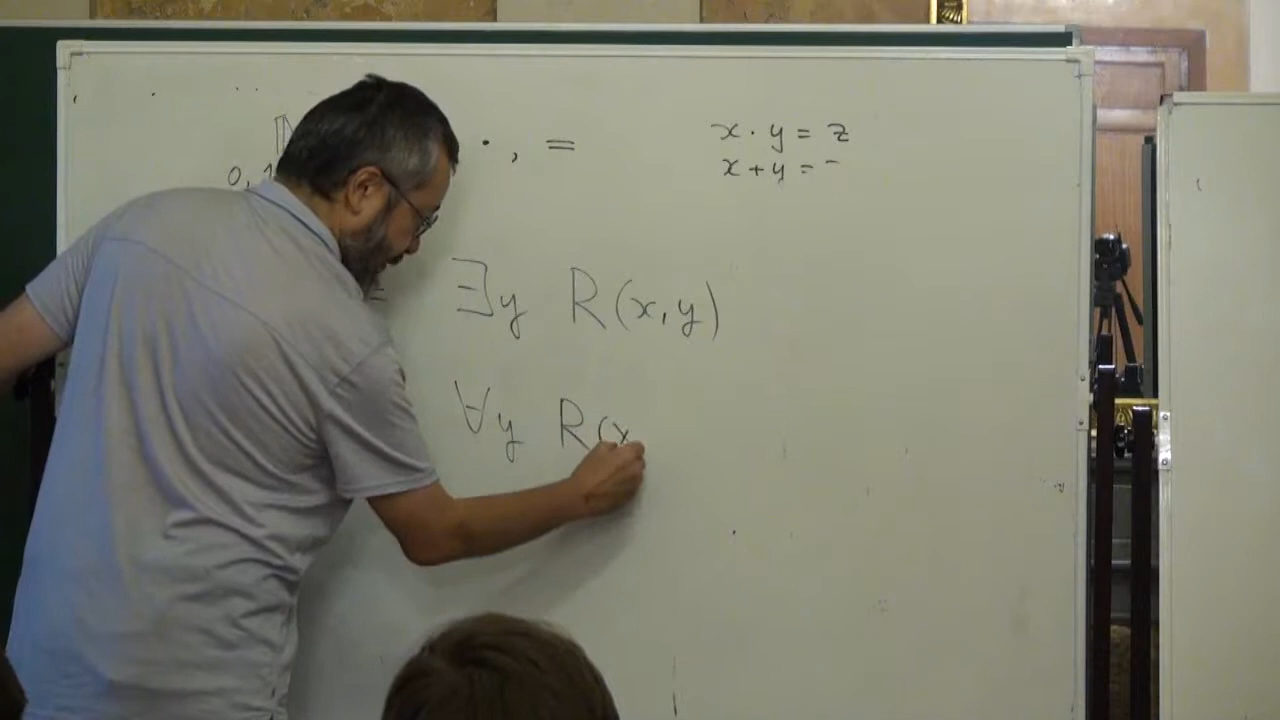 ℕ · , = x · y = z
0, 1 x + y =
= ∃y R(x, y)
∀y R(x